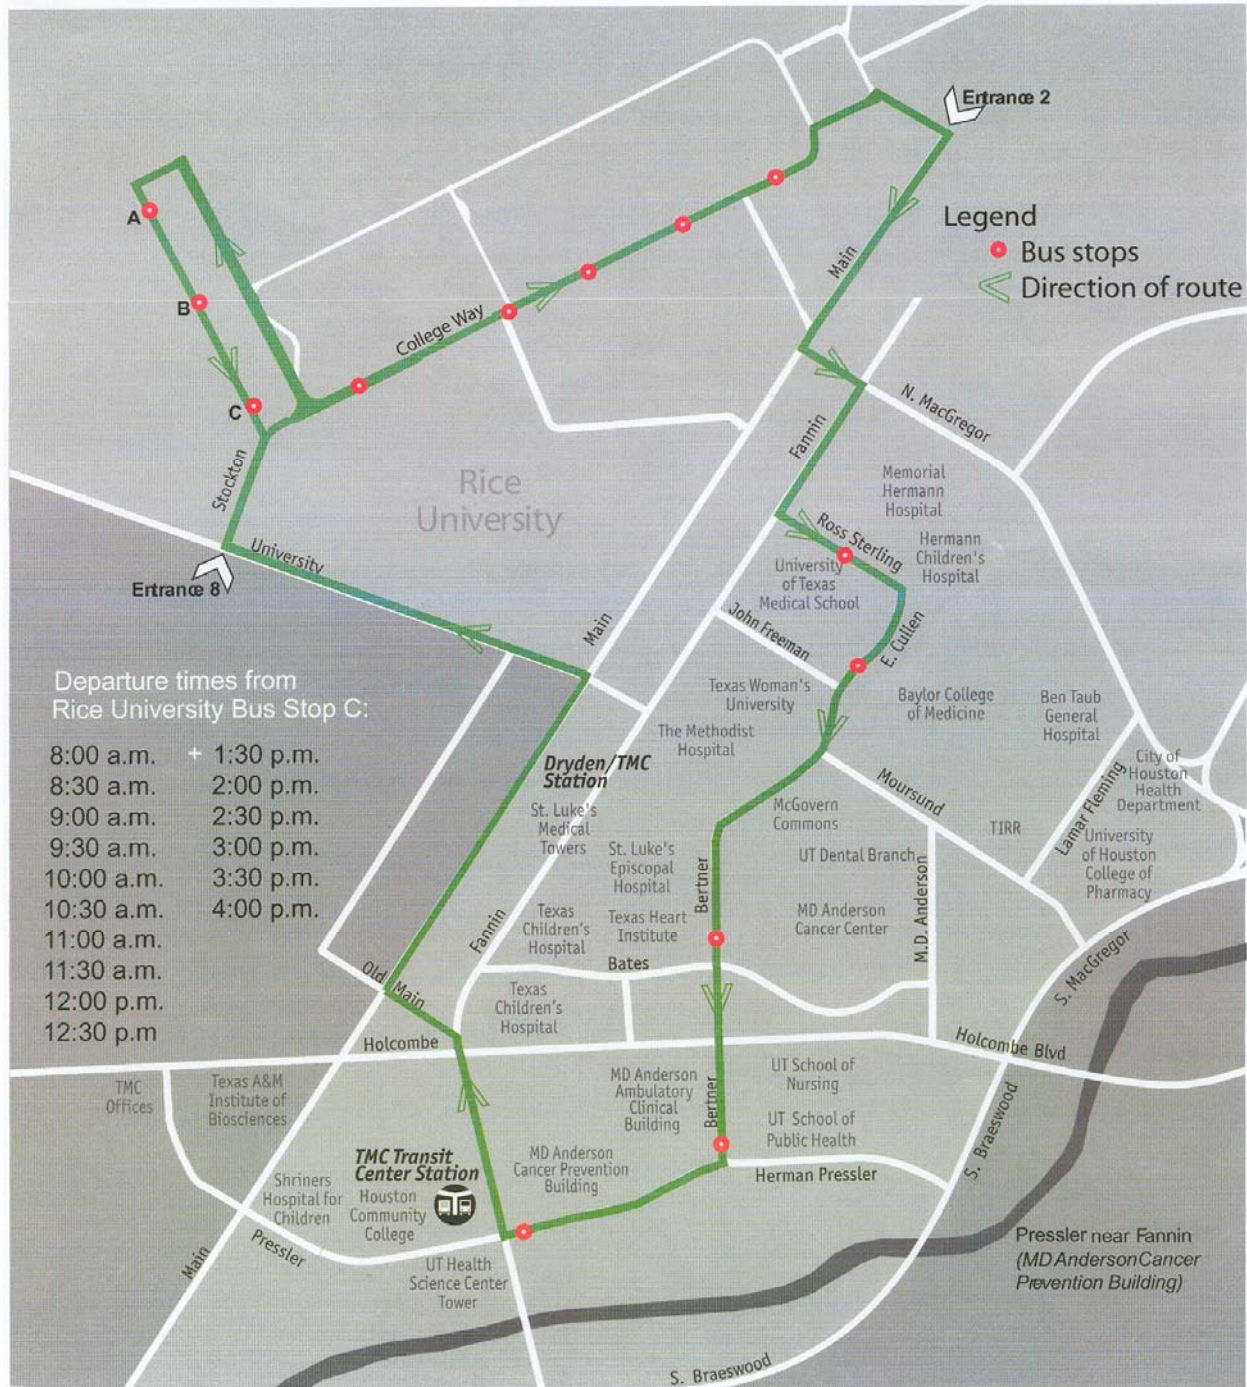 Entrance 2
A
Legend
Bus stops
Direction of route
Main
B
College Way
C
N. MacGregor
Fannin
Stockton
Rice
University
Memorial
Hermann
Hospital
Ross Sterling
Hermann
Children's
Hospital
University
Entrance 8
University
of Texas
Medical School
Main
John Freeman
E. Cullen
Departure times from
Rice University Bus Stop C:
8:00 a.m. + 1:30 p.m.
8:30 a.m. 2:00 p.m.
9:00 a.m. 2:30 p.m.
9:30 a.m. 3:00 p.m.
10:00 a.m. 3:30 p.m.
10:30 a.m. 4:00 p.m.
11:00 a.m.
11:30 a.m.
12:00 p.m.
12:30 p.m
Texas Woman's
University
Baylor College
of Medicine
Ben Taub
General
Hospital
The Methodist
Hospital
Dryden/TMC
Station
City of
Houston
Health
Department
Moursund
Lamar Fleming
St. Luke's
Medical
Towers
McGovern
Commons
TIRR
St. Luke's
Episcopal
Hospital
UT Dental Branch
University
of Houston
College of
Pharmacy
Bertner
M.D. Anderson
Fannin
Texas
Children's
Hospital
Texas Heart
Institute
MD Anderson
Cancer Center
Bates
S. MacGregor
Old Main
Texas
Children's
Hospital
Holcombe
Holcombe Blvd
TMC
Offices
Texas A&M
Institute of
Biosciences
MD Anderson
Ambulatory
Clinical
Building
Bertner
UT School of
Nursing
UT School of
Public Health
S. Braeswood
TMC Transit
Center Station
MD Anderson
Cancer Prevention
Building
Herman Pressler
Shriners
Hospital for
Children
Houston
Community
College
Pressler
Main
UT Health
Science Center
Tower
Pressler near Fannin
(MD Anderson Cancer
Prevention Building)
S. Braeswood